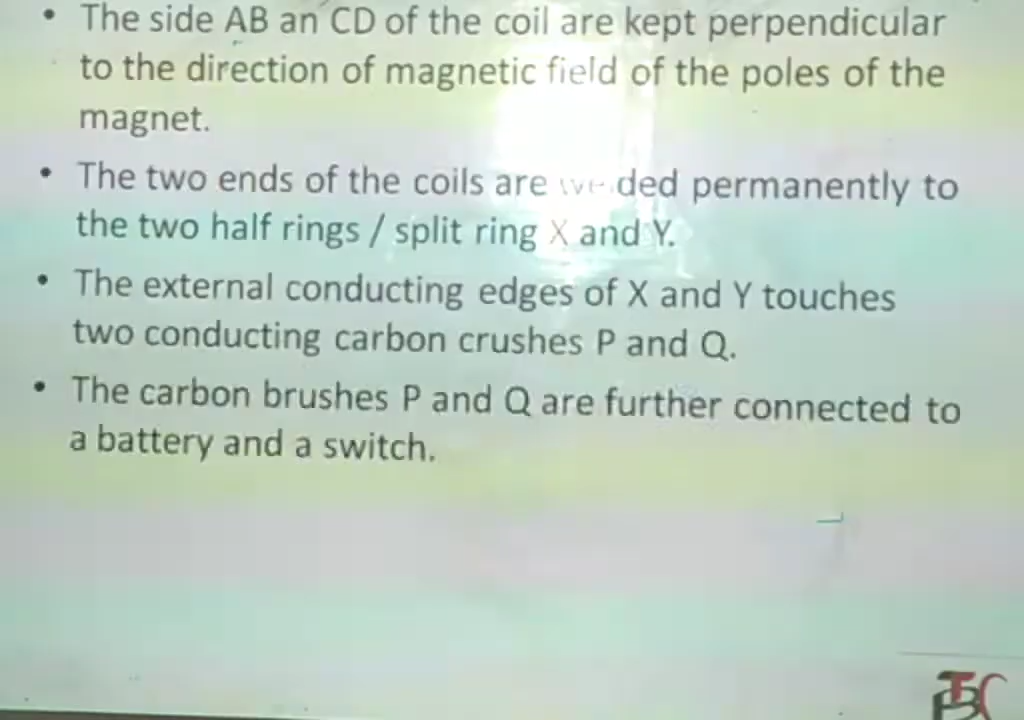 • The side AB an CD of the coil are kept perpendicular
to the direction of magnetic field of the poles of the
magnet.
• The two ends of the coils are permanently to
the two half rings / split ring X and Y.
• The external conducting edges of X and Y touches
two conducting carbon crushes P and Q.
• The carbon brushes P and Q are further connected to
a battery and a switch.